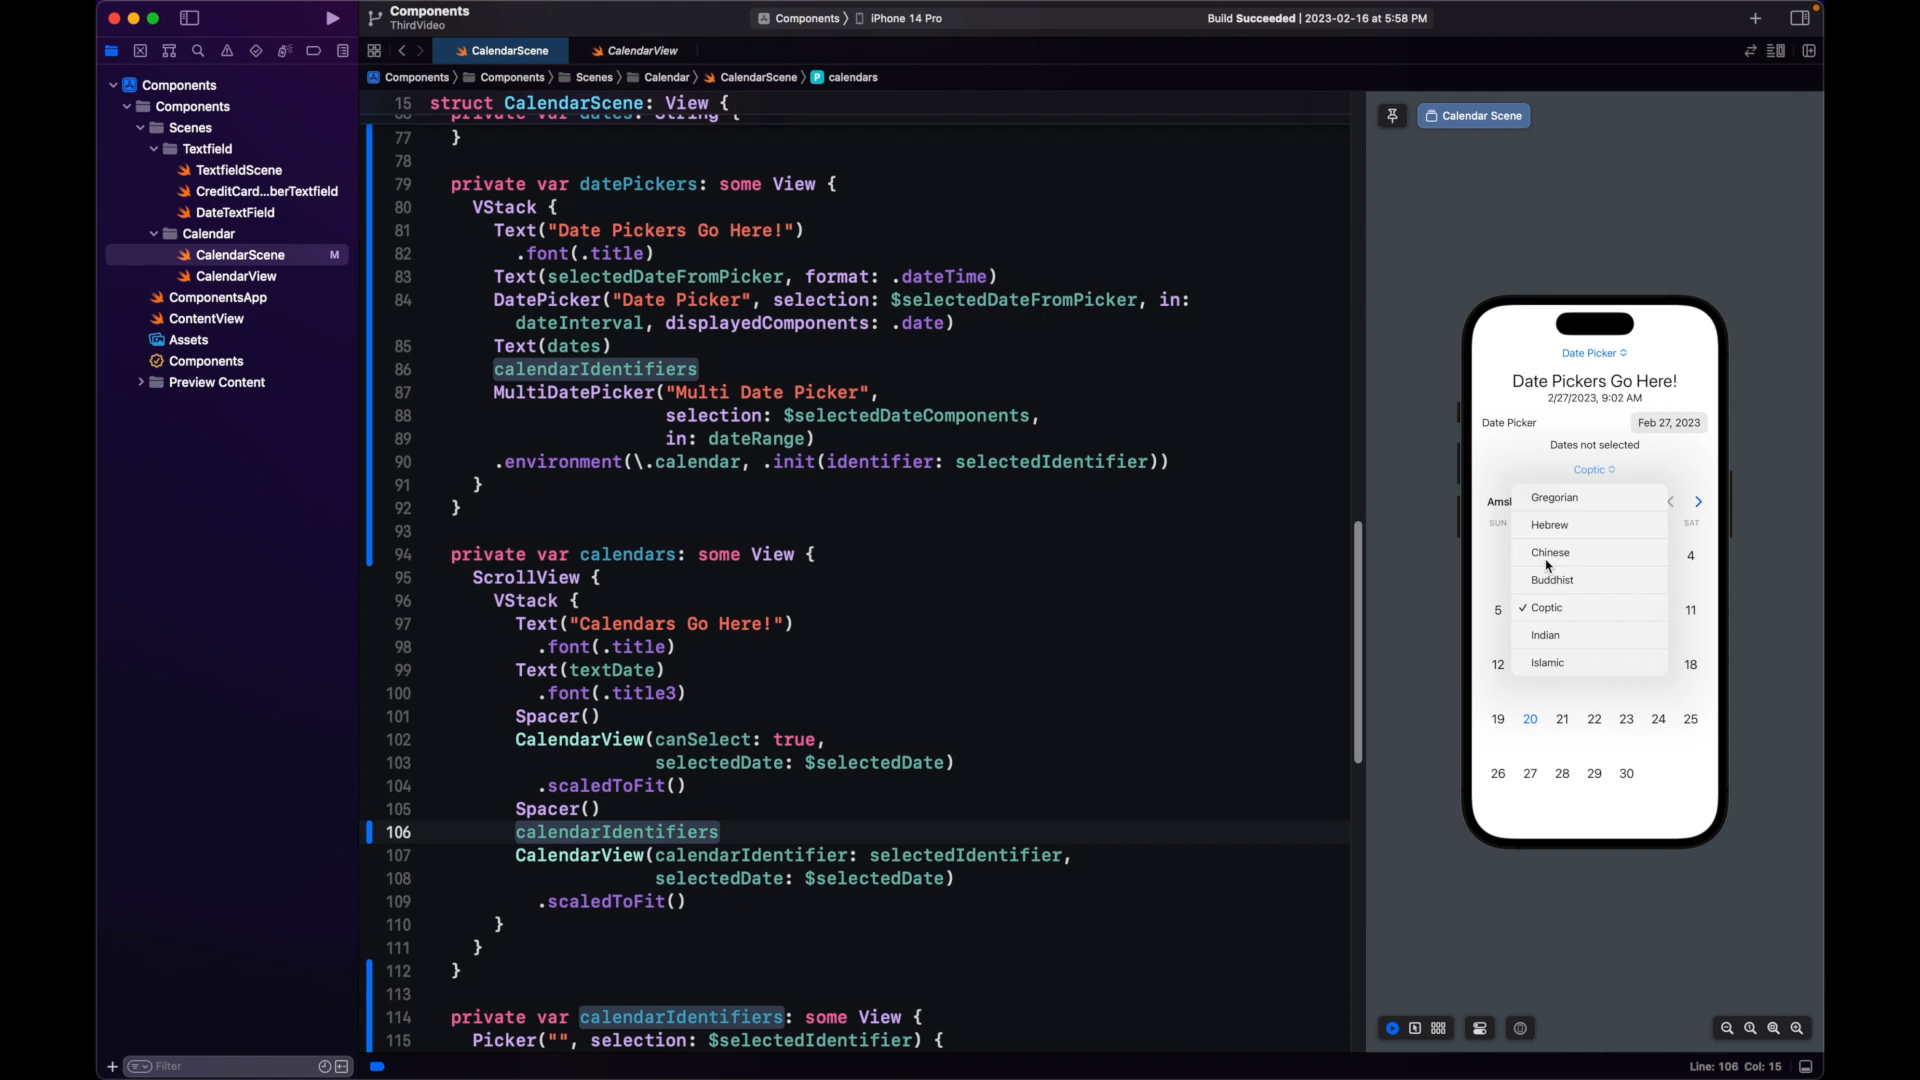 Components
ThirdVideo
Components
iPhone 14 Pro
Build Succeeded | 2023-02-16 at 5:58 PM
CalendarScene
CalendarView
Components
Components
Scenes
Calendar
CalendarScene
calendars
Components
Components
Scenes
Textfield
TextfieldScene
CreditCard...berTextfield
DateTextField
Calendar
CalendarScene M
CalendarView
ComponentsApp
ContentView
Assets
Components
Preview Content
Filter
15 struct CalendarScene: View {
private var dates: String {
77 }
78
79 private var datePickers: some View {
80 VStack {
81 Text("Date Pickers Go Here!")
82 .font(.title)
83 Text(selectedDateFromPicker, format: .dateTime)
84 DatePicker("Date Picker", selection: $selectedDateFromPicker, in:
dateInterval, displayedComponents: .date)
85 Text(dates)
86 calendarIdentifiers
87 MultiDatePicker("Multi Date Picker",
88 selection: $selectedDateComponents,
89 in: dateRange)
90 .environment(\.calendar, .init(identifier: selectedIdentifier))
91 }
92 }
93
94 private var calendars: some View {
95 ScrollView {
96 VStack {
97 Text("Calendars Go Here!")
98 .font(.title)
99 Text(textDate)
100 .font(.title3)
101 Spacer()
102 CalendarView(canSelect: true,
103 selectedDate: $selectedDate)
104 .scaledToFit()
105 Spacer()
106 calendarIdentifiers
107 CalendarView(calendarIdentifier: selectedIdentifier,
108 selectedDate: $selectedDate)
109 .scaledToFit()
110 }
111 }
112 }
113
114 private var calendarIdentifiers: some View {
115 Picker("", selection: $selectedIdentifier) {
Calendar Scene
Date Picker
Date Pickers Go Here!
2/27/2023, 9:02 AM
Date Picker Feb 27, 2023
Dates not selected
Coptic
Amsl
SUN SAT
Gregorian
Hebrew
Chinese
Buddhist
Coptic
Indian
Islamic
4
5 11
12 18
19 20 21 22 23 24 25
26 27 28 29 30
Line: 106 Col: 15